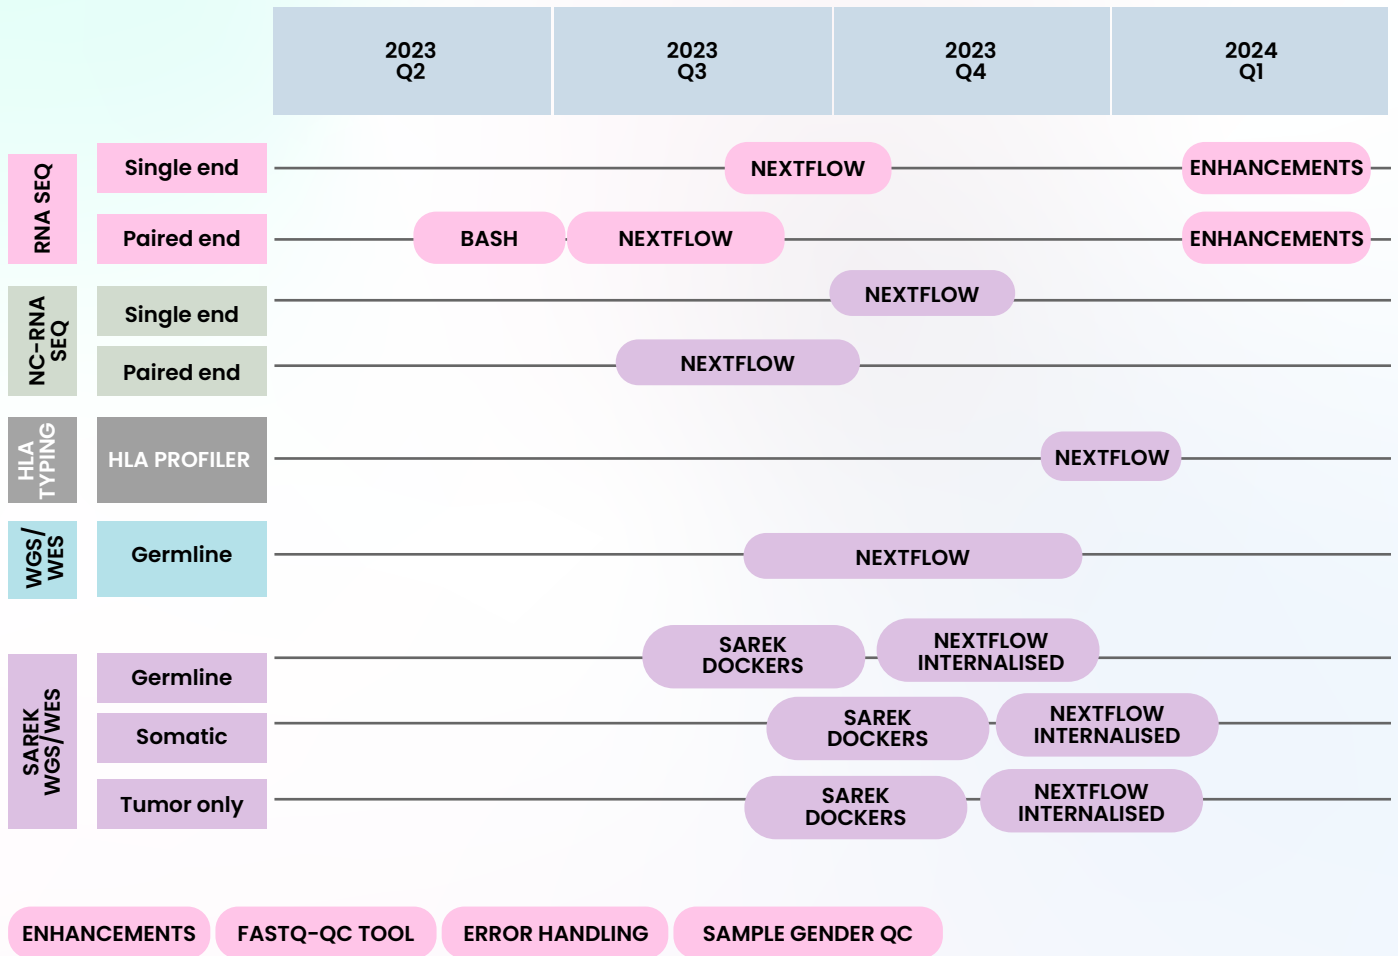 2023
Q2
2023
Q3
2023
Q4
2024
Q1
RNA SEQ
Single end
NEXTFLOW
ENHANCEMENTS
Paired end
BASH
NEXTFLOW
ENHANCEMENTS
NC-RNA
SEQ
Single end
NEXTFLOW
Paired end
NEXTFLOW
HLA
TYPING
HLA PROFILER
NEXTFLOW
WGS/
WES
Germline
NEXTFLOW
SAREK
WGS/WES
Germline
SAREK
DOCKERS
NEXTFLOW
INTERNALISED
Somatic
SAREK
DOCKERS
NEXTFLOW
INTERNALISED
Tumor only
SAREK
DOCKERS
NEXTFLOW
INTERNALISED
ENHANCEMENTS
FASTQ-QC TOOL
ERROR HANDLING
SAMPLE GENDER QC